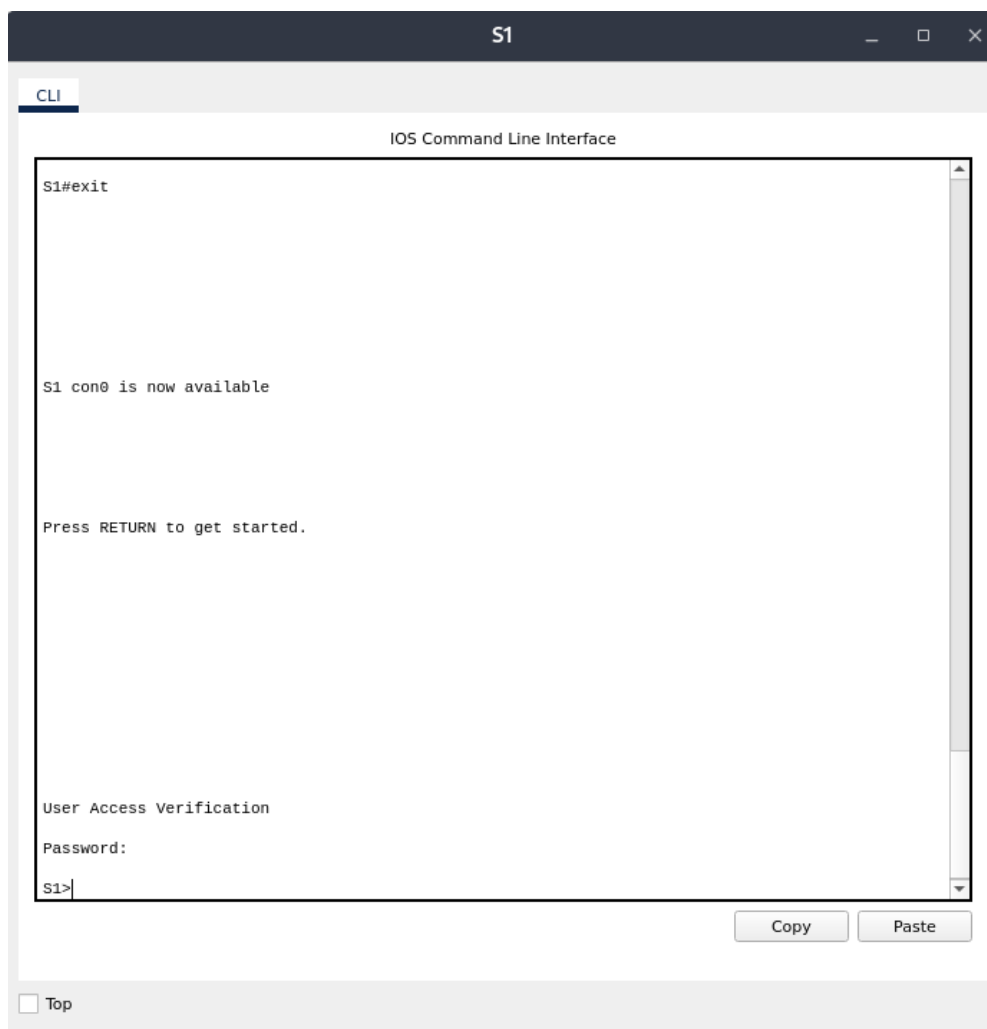 S1
CLI
IOS Command Line Interface
S1#exit
S1 con0 is now available
Press RETURN to get started.
User Access Verification
Password:
S1>
Copy Paste
Top